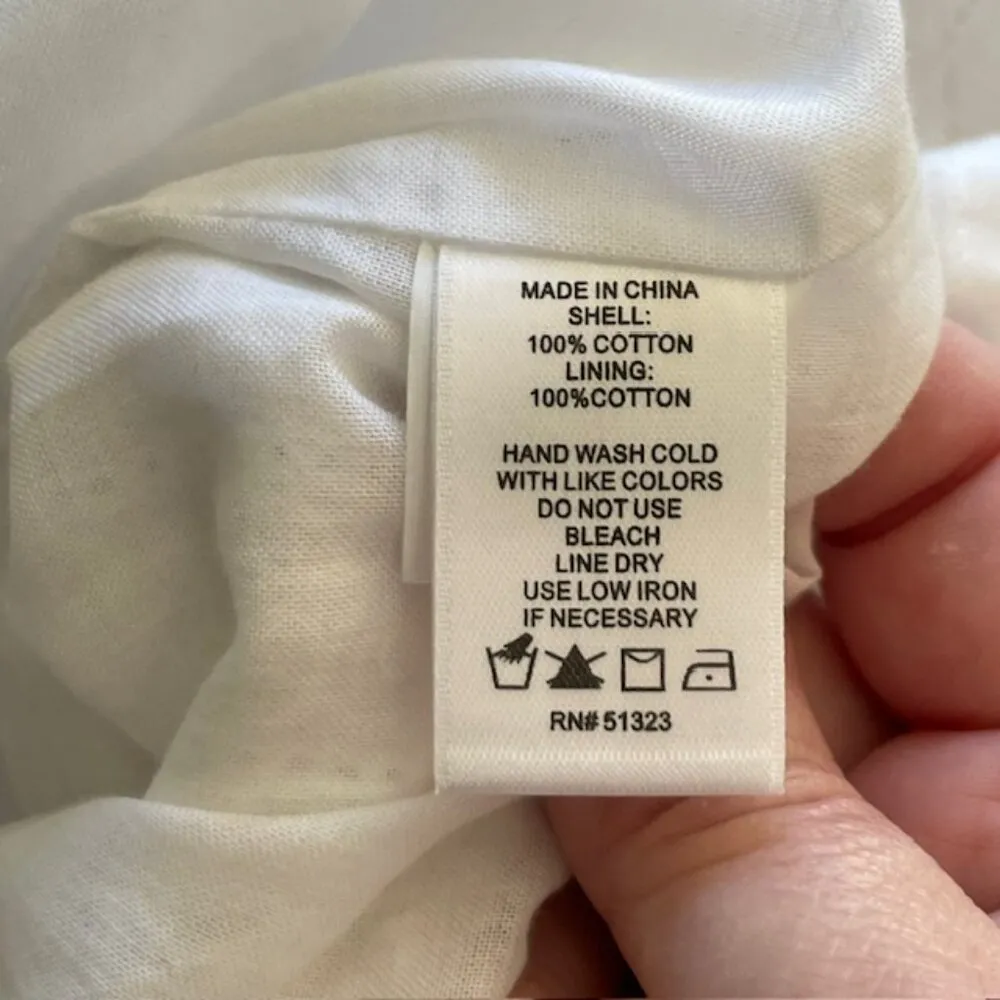 MADE IN CHINA
SHELL:
100% COTTON
LINING:
100%COTTON
HAND WASH COLD
WITH LIKE COLORS
DO NOT USE
BLEACH
LINE DRY
USE LOW IRON
IF NECESSARY
RN# 51323